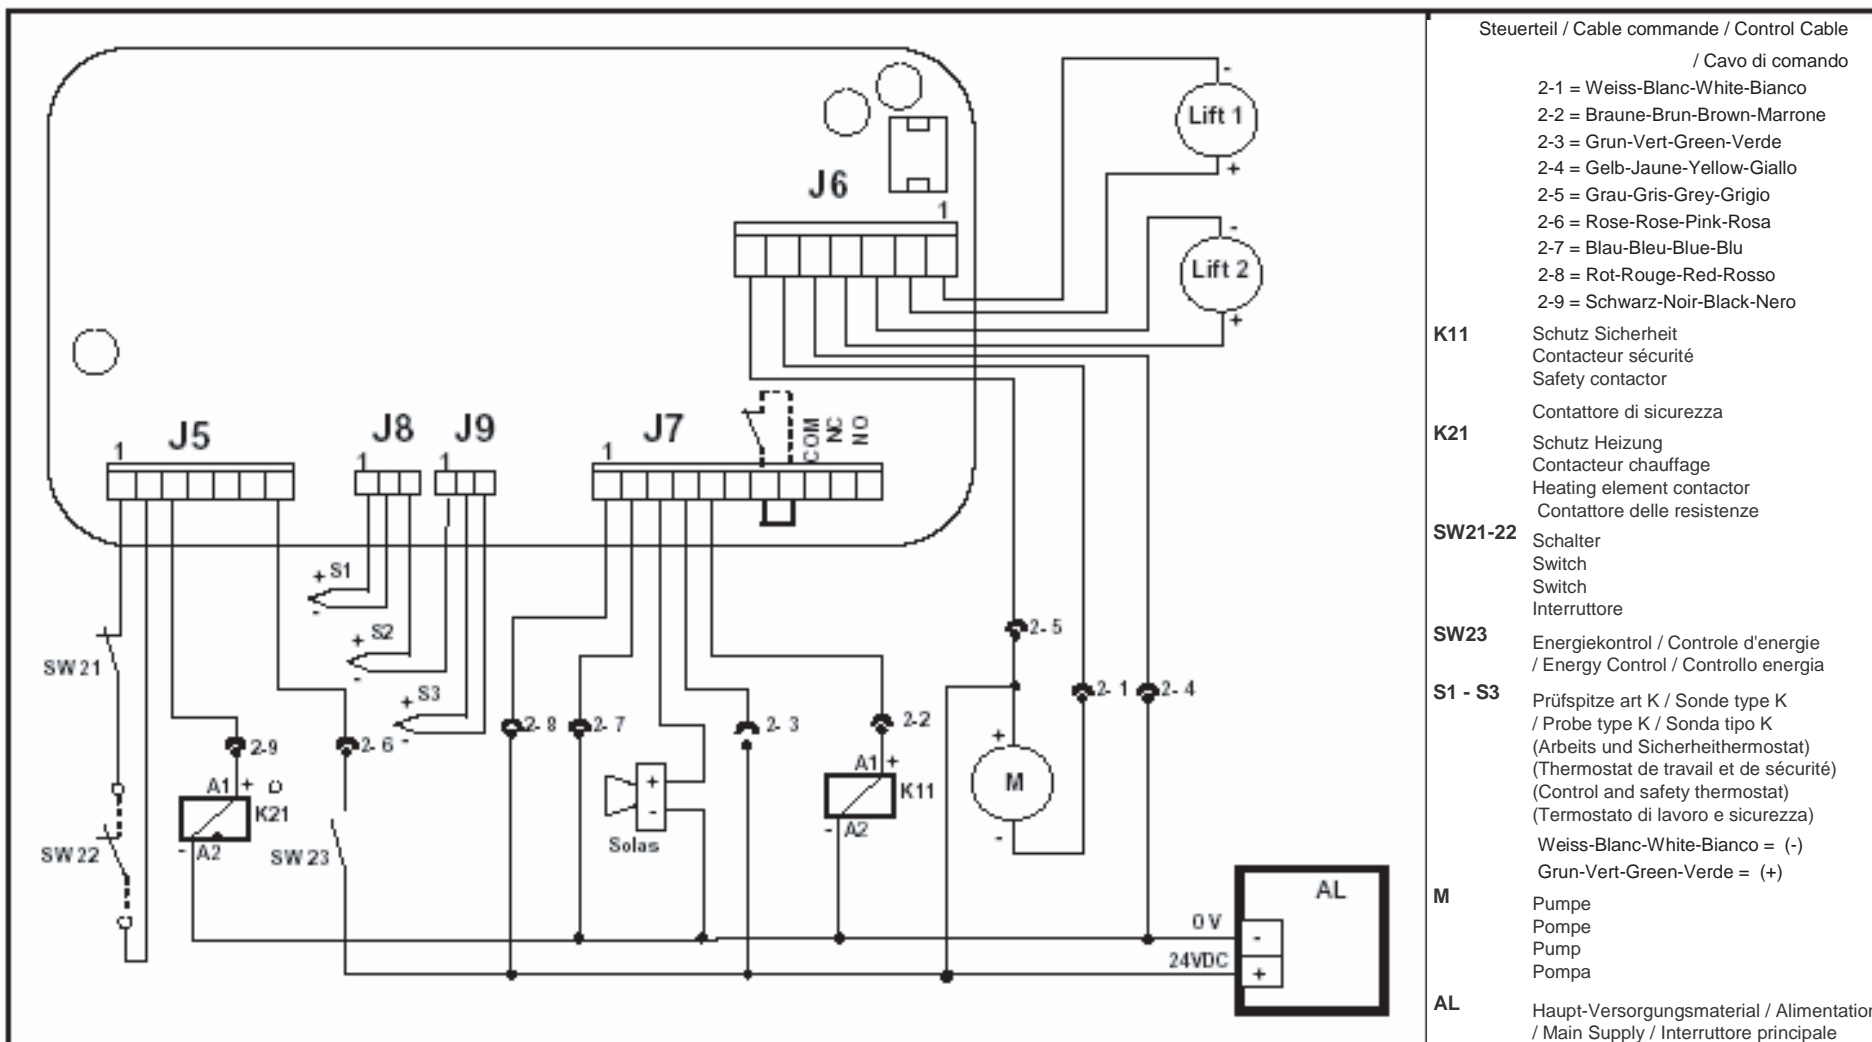 Lift 1
-
+
Lift 2
-
+
J6
1
J5
1
J8
1
J9
1
J7
1
COM
NC
NO
+ S1
-
+ S2
-
+ S3
-
SW 21
SW 22
2-9
A1 +
K21
- A2
2- 6
SW 23
2- 8
2- 7
+
-
Solas
2- 3
2-2
A1 +
K11
- A2
2- 5
+
M
-
2- 1
2- 4
AL
0 V
-
24VDC
+
Steuerteil / Cable commande / Control Cable
/ Cavo di comando
2-1 = Weiss-Blanc-White-Bianco
2-2 = Braune-Brun-Brown-Marrone
2-3 = Grun-Vert-Green-Verde
2-4 = Gelb-Jaune-Yellow-Giallo
2-5 = Grau-Gris-Grey-Grigio
2-6 = Rose-Rose-Pink-Rosa
2-7 = Blau-Bleu-Blue-Blu
2-8 = Rot-Rouge-Red-Rosso
2-9 = Schwarz-Noir-Black-Nero
K11 Schutz Sicherheit
Contacteur sécurité
Safety contactor
Contattore di sicurezza
K21 Schutz Heizung
Contacteur chauffage
Heating element contactor
Contattore delle resistenze
SW21-22 Schalter
Switch
Switch
Interruttore
SW23 Energiekontrol / Controle d'energie
/ Energy Control / Controllo energia
S1 - S3 Prüfspitze art K / Sonde type K
/ Probe type K / Sonda tipo K
(Arbeits und Sicherheithermostat)
(Thermostat de travail et de sécurité)
(Control and safety thermostat)
(Termostato di lavoro e sicurezza)
Weiss-Blanc-White-Bianco = (-)
Grun-Vert-Green-Verde = (+)
M Pumpe
Pompe
Pump
Pompa
AL Haupt-Versorgungsmaterial / Alimentation
/ Main Supply / Interruttore principale